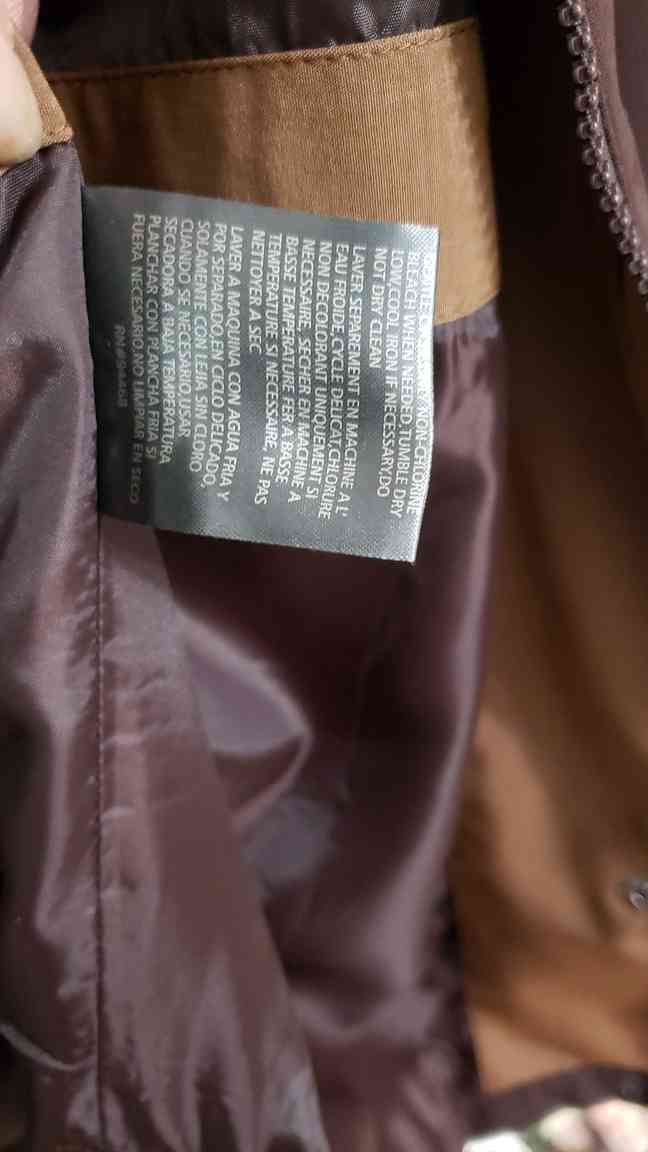 NON-CHLORINE
BLEACH WHEN NEEDED,TUMBLE DRY
LOW,COOL IRON IF NECESSARY.DO
NOT DRY CLEAN
LAVER SEPAREMENT EN MACHINE A L'
EAU FROIDE,CYCLE DELICAT,CHLORURE
NON DECOLORANT UNIQUEMENT SI
NECESSAIRE, SECHER EN MACHINE A
BASSE TEMPERATURE FER A BASSE
TEMPERATURE SI NECESSAIRE, NE PAS
NETTOYER A SEC
LAVER A MAQUINA CON AGUA FRIA Y
POR SEPARADO,EN CICLO DELICADO,
SOLAMENTE CON LEJIA SIN CLORO
CUANDO SE NECESARIO,USAR
SECADORA A BAJA TEMPERATURA
PLANCHAR CON PLANCHA FRIA SI
FUERA NECESARIO,NO LIMPIAR EN SECO